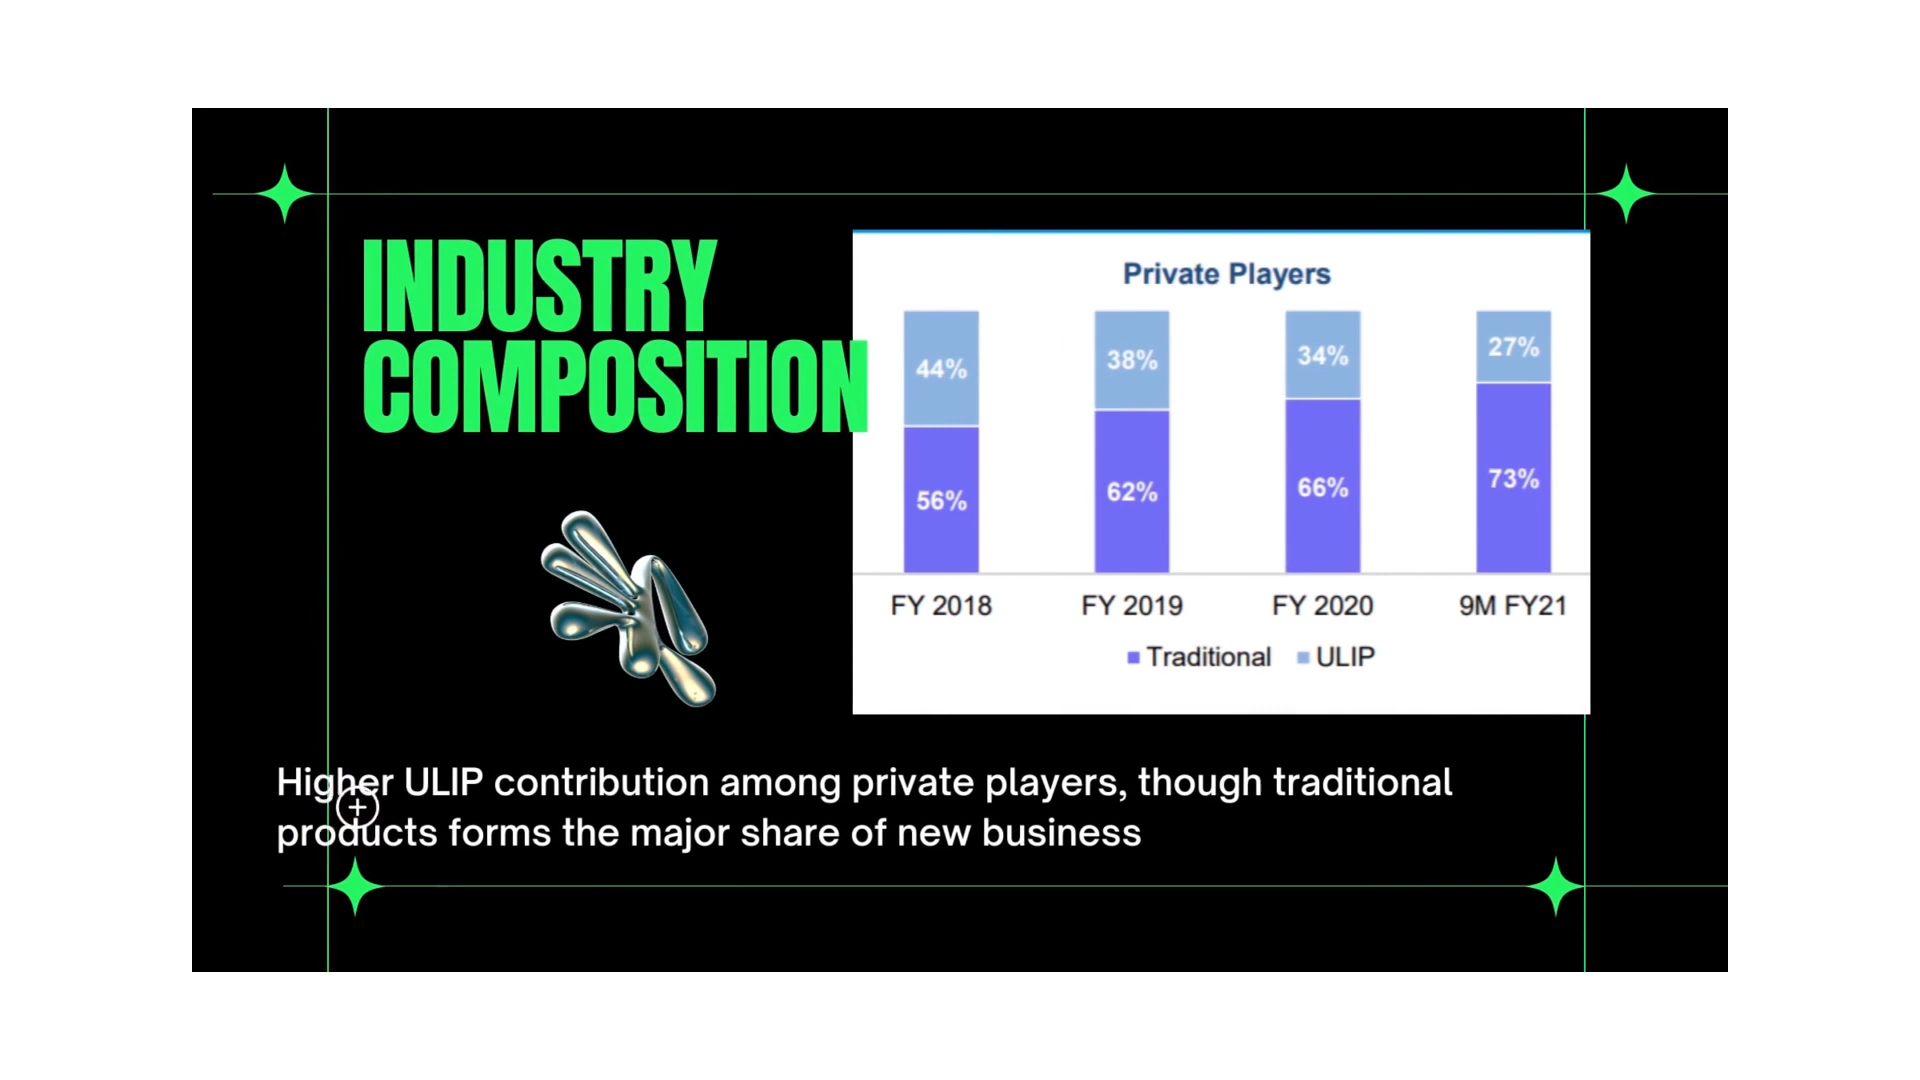 INDUSTRY
COMPOSITION
Private Players
44% 38% 34% 27%
56% 62% 66% 73%
FY 2018 FY 2019 FY 2020 9M FY21
Traditional ULIP
Higher ULIP contribution among private players, though traditional
products forms the major share of new business